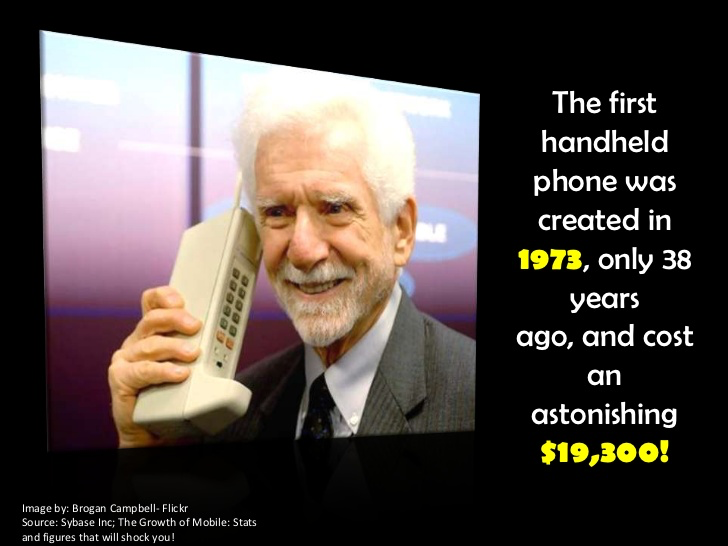 The first
handheld
phone was
created in
1973, only 38
years
ago, and cost
an
astonishing
$19,300!
Image by: Brogan Campbell- Flickr
Source: Sybase Inc; The Growth of Mobile: Stats
and figures that will shock you!